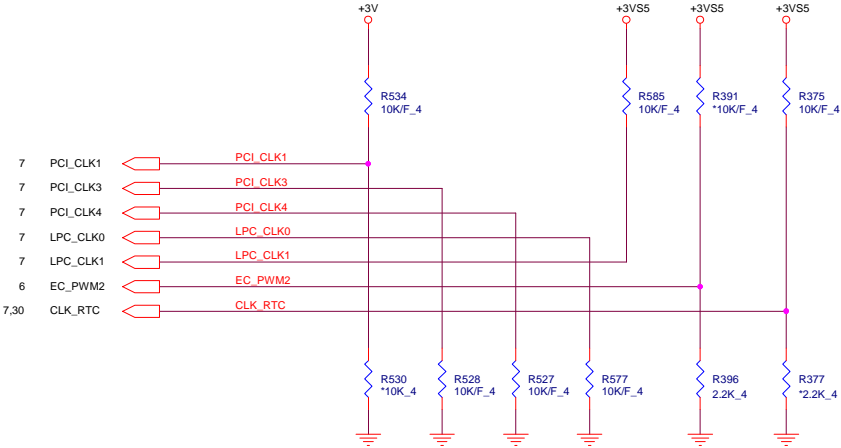 +3V
+3VS5
+3VS5
+3VS5
R534
10K/F_4
R585
10K/F_4
R391
*10K/F_4
R375
10K/F_4
7 PCI_CLK1 PCI_CLK1
7 PCI_CLK3 PCI_CLK3
7 PCI_CLK4 PCI_CLK4
7 LPC_CLK0 LPC_CLK0
7 LPC_CLK1 LPC_CLK1
6 EC_PWM2 EC_PWM2
7,30 CLK_RTC CLK_RTC
R530
*10K_4
R528
10K/F_4
R527
10K/F_4
R577
10K/F_4
R396
2.2K_4
R377
*2.2K_4